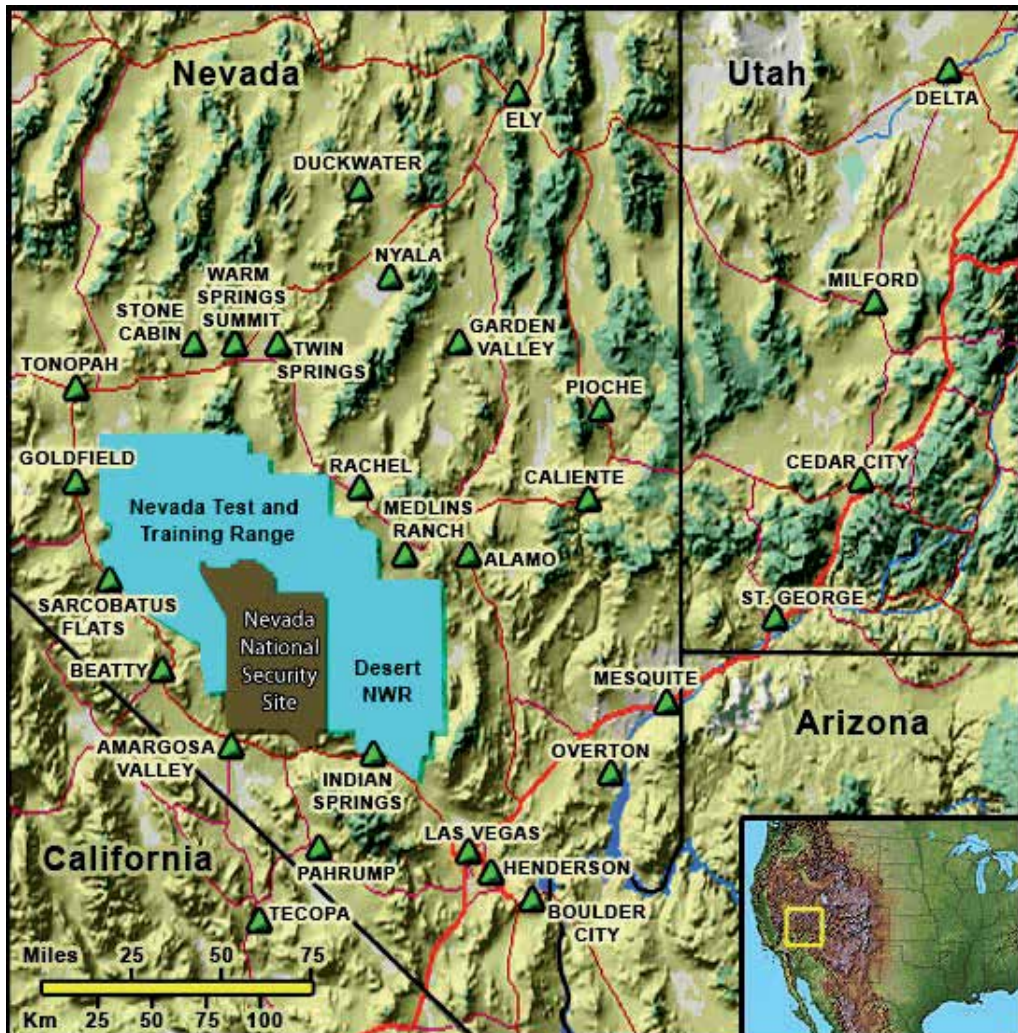 Nevada
Utah
DELTA
ELY
DUCKWATER
NYALA
WARM
SPRINGS
SUMMIT
STONE
CABIN
TWIN
SPRINGS
GARDEN
VALLEY
MILFORD
TONOPAH
PIOCHE
GOLDFIELD
RACHEL
CALIENTE
CEDAR CITY
Nevada Test and
Training Range
MEDLINS
RANCH
ALAMO
SARCOBATUS
FLATS
Nevada
National
Security
Site
ST. GEORGE
BEATTY
Desert
NWR
MESQUITE
Arizona
AMARGOSA
VALLEY
INDIAN
SPRINGS
OVERTON
California
LAS VEGAS
PAHRUMP
HENDERSON
TECOPA
BOULDER
CITY
Miles 25 50 75
Km 25 50 75 100